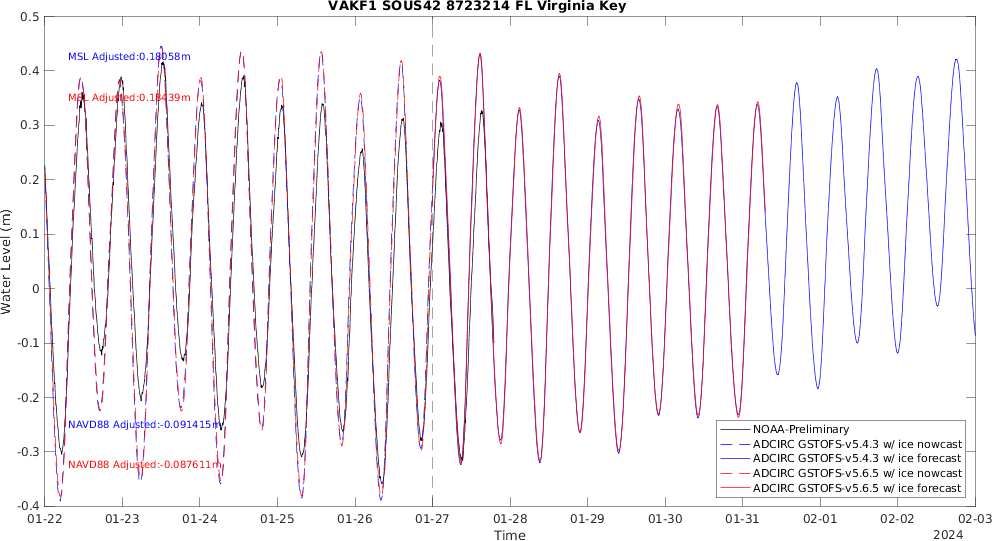 VAKF1 SOUS42 8723214 FL Virginia Key
0.5
0.4
0.3
0.2
0.1
0
-0.1
-0.2
-0.3
-0.4
Water Level (m)
MSL Adjusted:0.18058m
MSL Adjusted:0.18439m
NAVD88 Adjusted:-0.091415m
NAVD88 Adjusted:-0.087611m
NOAA-Preliminary
ADCIRC GSTOFS-v5.4.3 w/ ice nowcast
ADCIRC GSTOFS-v5.4.3 w/ ice forecast
ADCIRC GSTOFS-v5.6.5 w/ ice nowcast
ADCIRC GSTOFS-v5.6.5 w/ ice forecast
01-22 01-23 01-24 01-25 01-26 01-27 01-28 01-29 01-30 01-31 02-01 02-02 02-03
Time
2024